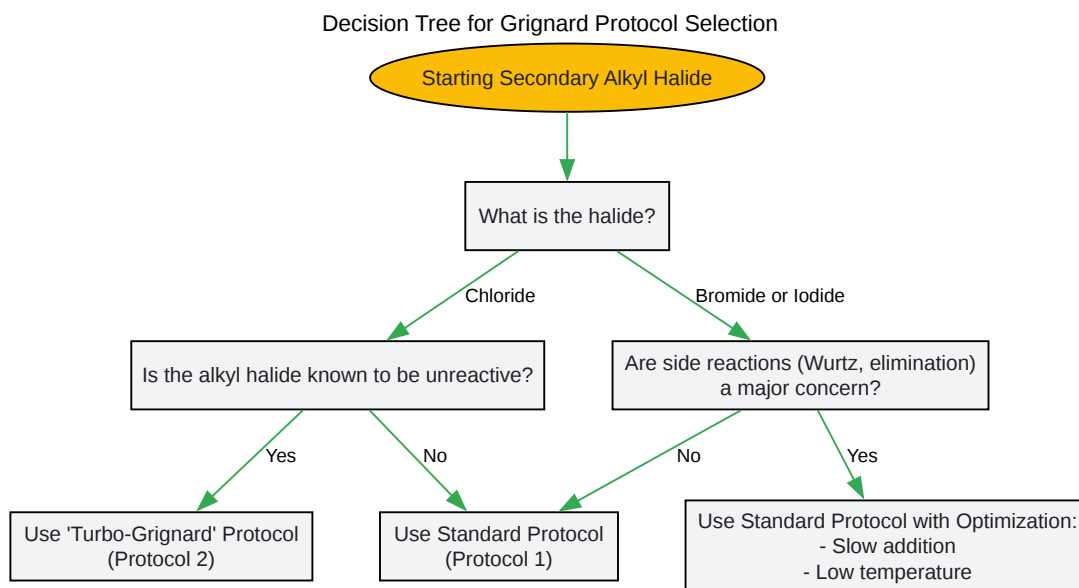 Decision Tree for Grignard Protocol Selection
Starting Secondary Alkyl Halide
What is the halide?
Chloride
Bromide or Iodide
Is the alkyl halide known to be unreactive?
Are side reactions (Wurtz, elimination)
a major concern?
Yes
No
No
Yes
Use 'Turbo-Grignard' Protocol
(Protocol 2)
Use Standard Protocol
(Protocol 1)
Use Standard Protocol with Optimization:
- Slow addition
- Low temperature